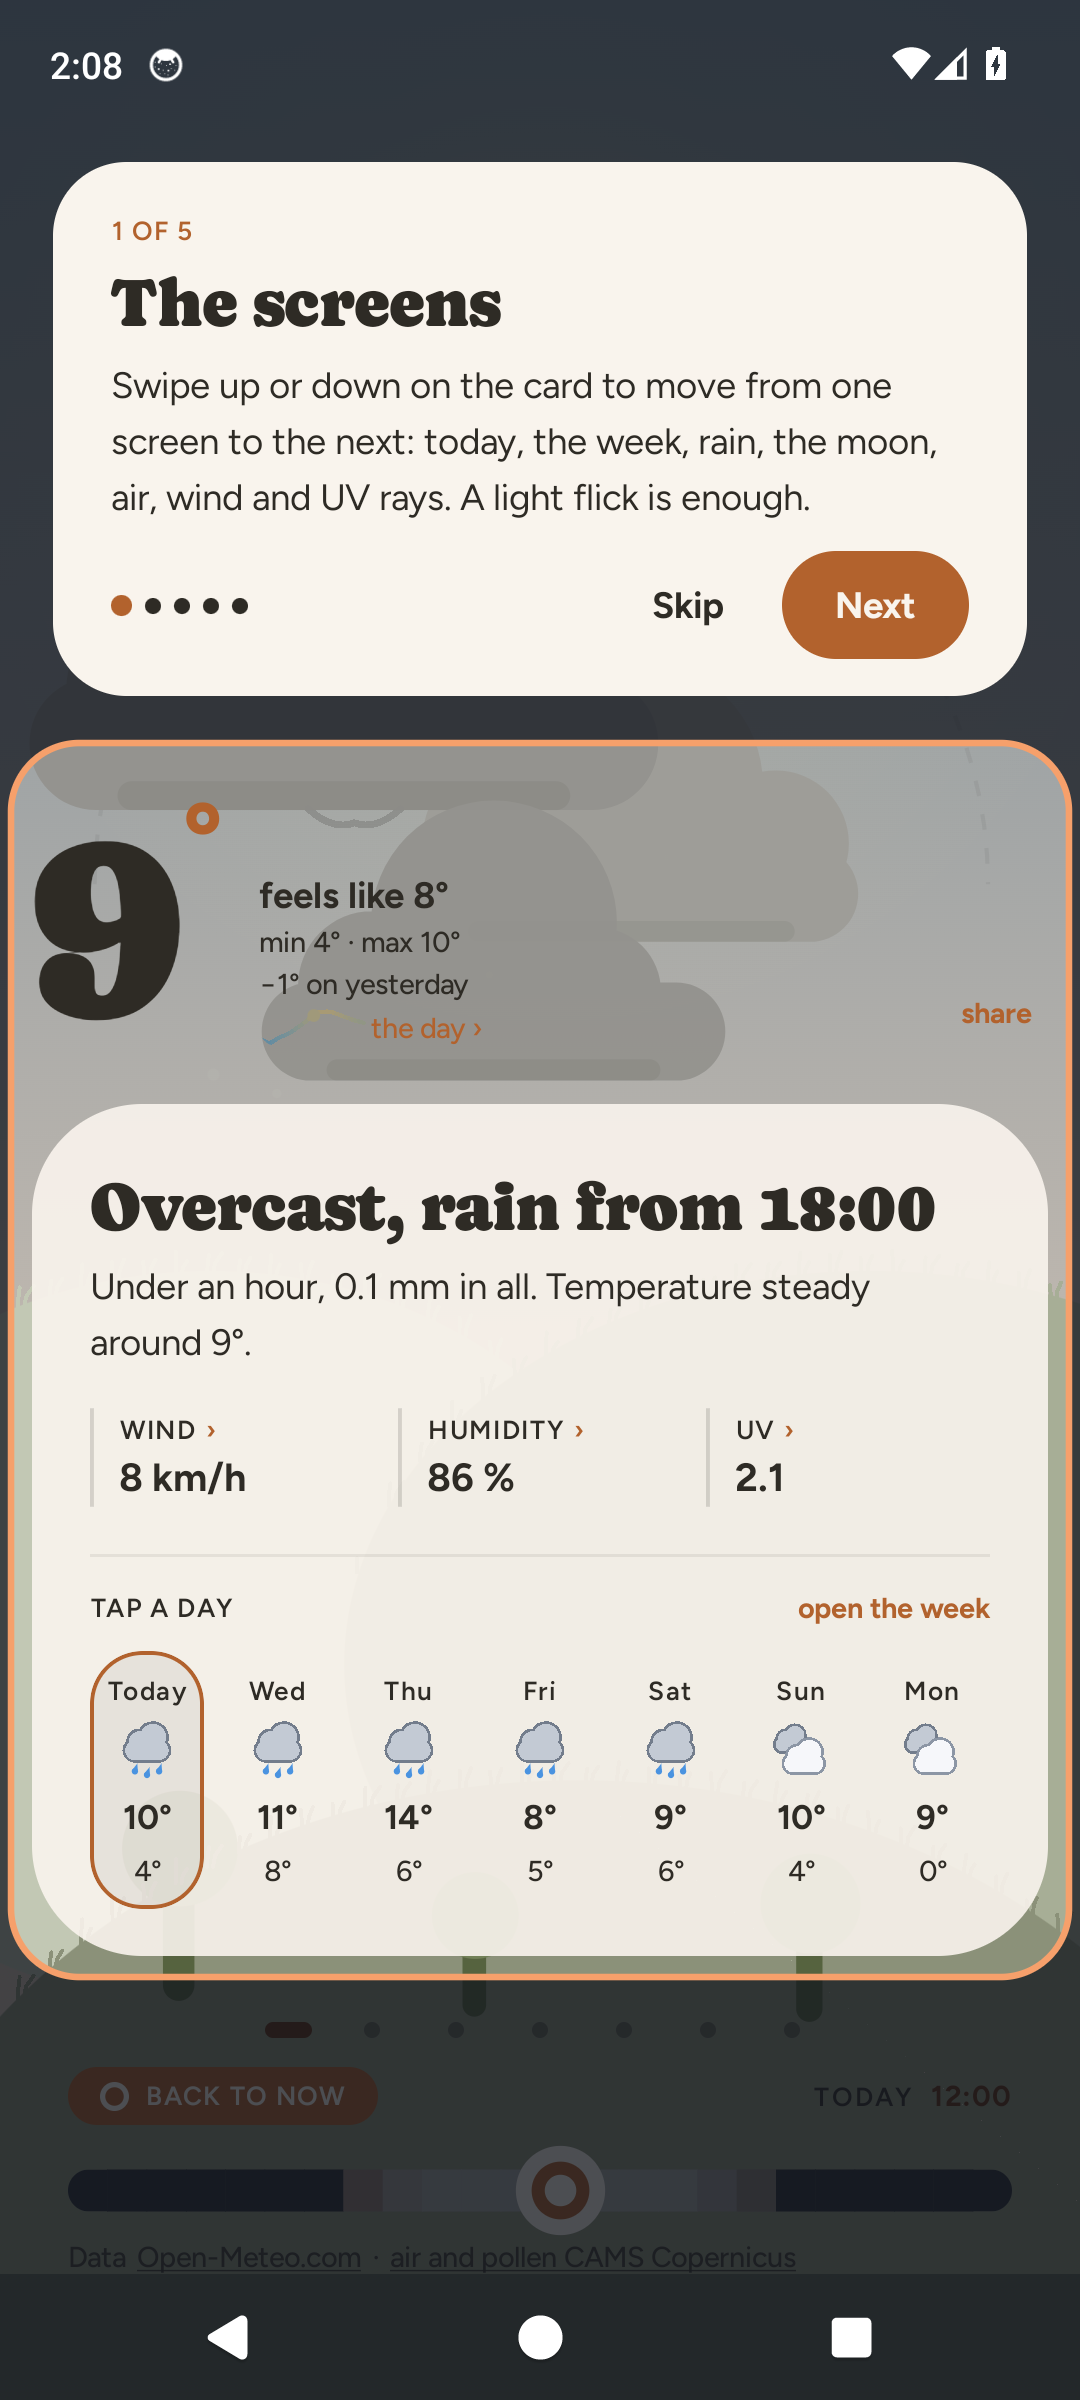 2:08
1 OF 5
The screens
Swipe up or down on the card to move from one
screen to the next: today, the week, rain, the moon,
air, wind and UV rays. A light flick is enough.
Skip
Next
9°
feels like 8°
min 4° · max 10°
−1° on yesterday
the day ›
share
Overcast, rain from 18:00
Under an hour, 0.1 mm in all. Temperature steady
around 9°.
WIND › HUMIDITY › UV ›
8 km/h 86 % 2.1
TAP A DAY open the week
Today Wed Thu Fri Sat Sun Mon
10° 11° 14° 8° 9° 10° 9°
4° 8° 6° 5° 6° 4° 0°
BACK TO NOW TODAY 12:00
Data Open-Meteo.com · air and pollen CAMS Copernicus